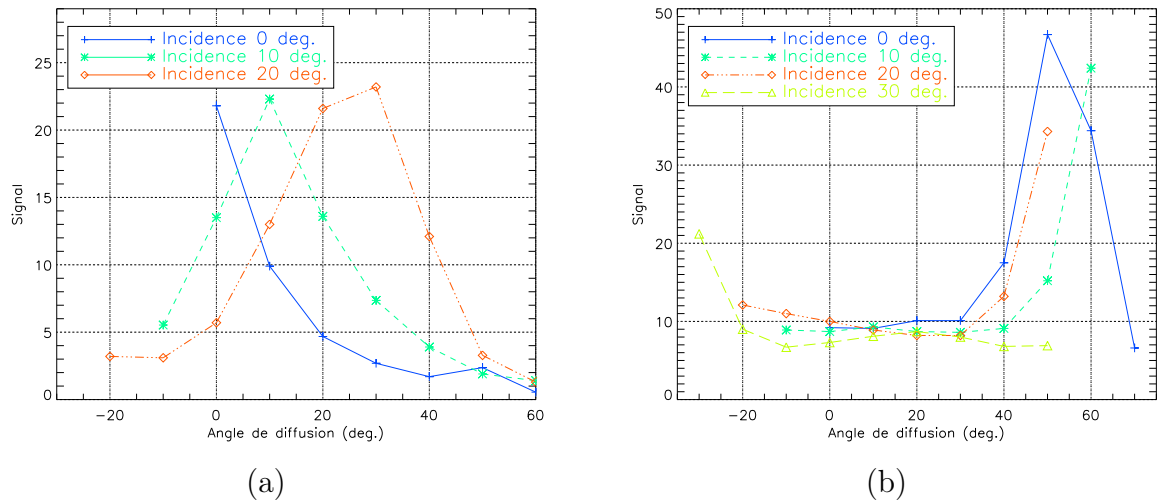 Incidence 0 deg.
Incidence 10 deg.
Incidence 20 deg.
25
20
15
10
5
0
Signal
−20 0 20 40 60
Angle de diffusion (deg.)
(a)
Incidence 0 deg.
Incidence 10 deg.
Incidence 20 deg.
Incidence 30 deg.
50
40
30
20
10
0
Signal
−20 0 20 40 60
Angle de diffusion (deg.)
(b)